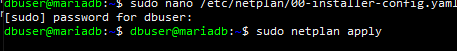 dbuser@mariadb:~$ sudo nano /etc/netplan/00-installer-config.yaml
[sudo] password for dbuser:
dbuser@mariadb:~$ dbuser@mariadb:~$ sudo netplan apply